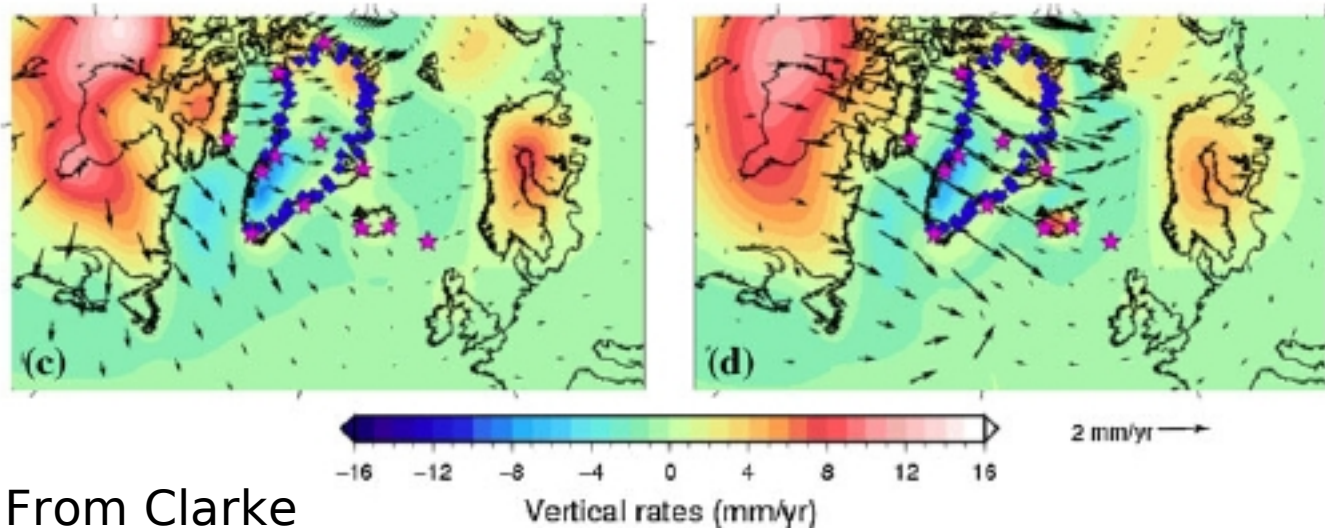 (c)
(d)
2 mm/yr
−16 −12 −8 −4 0 4 8 12 16
Vertical rates (mm/yr)
From Clarke